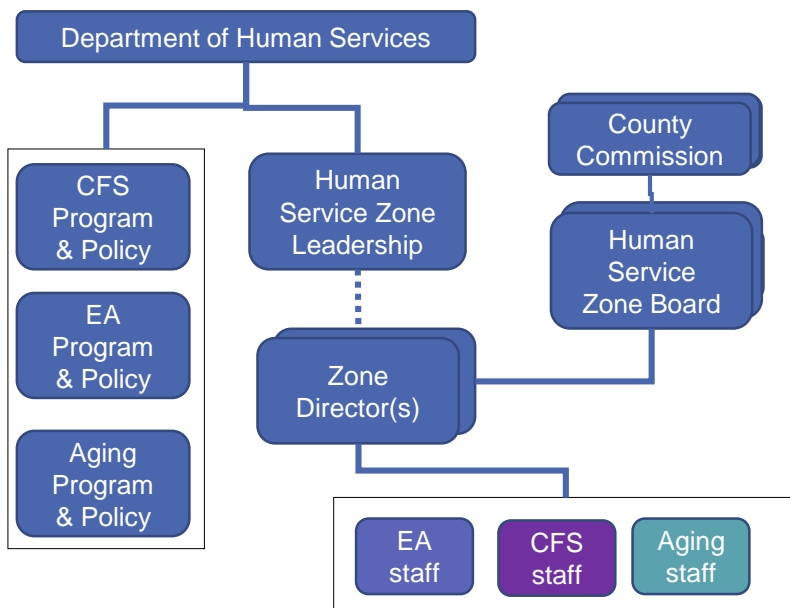 Department of Human Services
CFS
Program
& Policy
EA
Program
& Policy
Aging
Program
& Policy
Human
Service Zone
Leadership
County
Commission
Human
Service
Zone Board
Zone
Director(s)
EA
staff
CFS
staff
Aging
staff